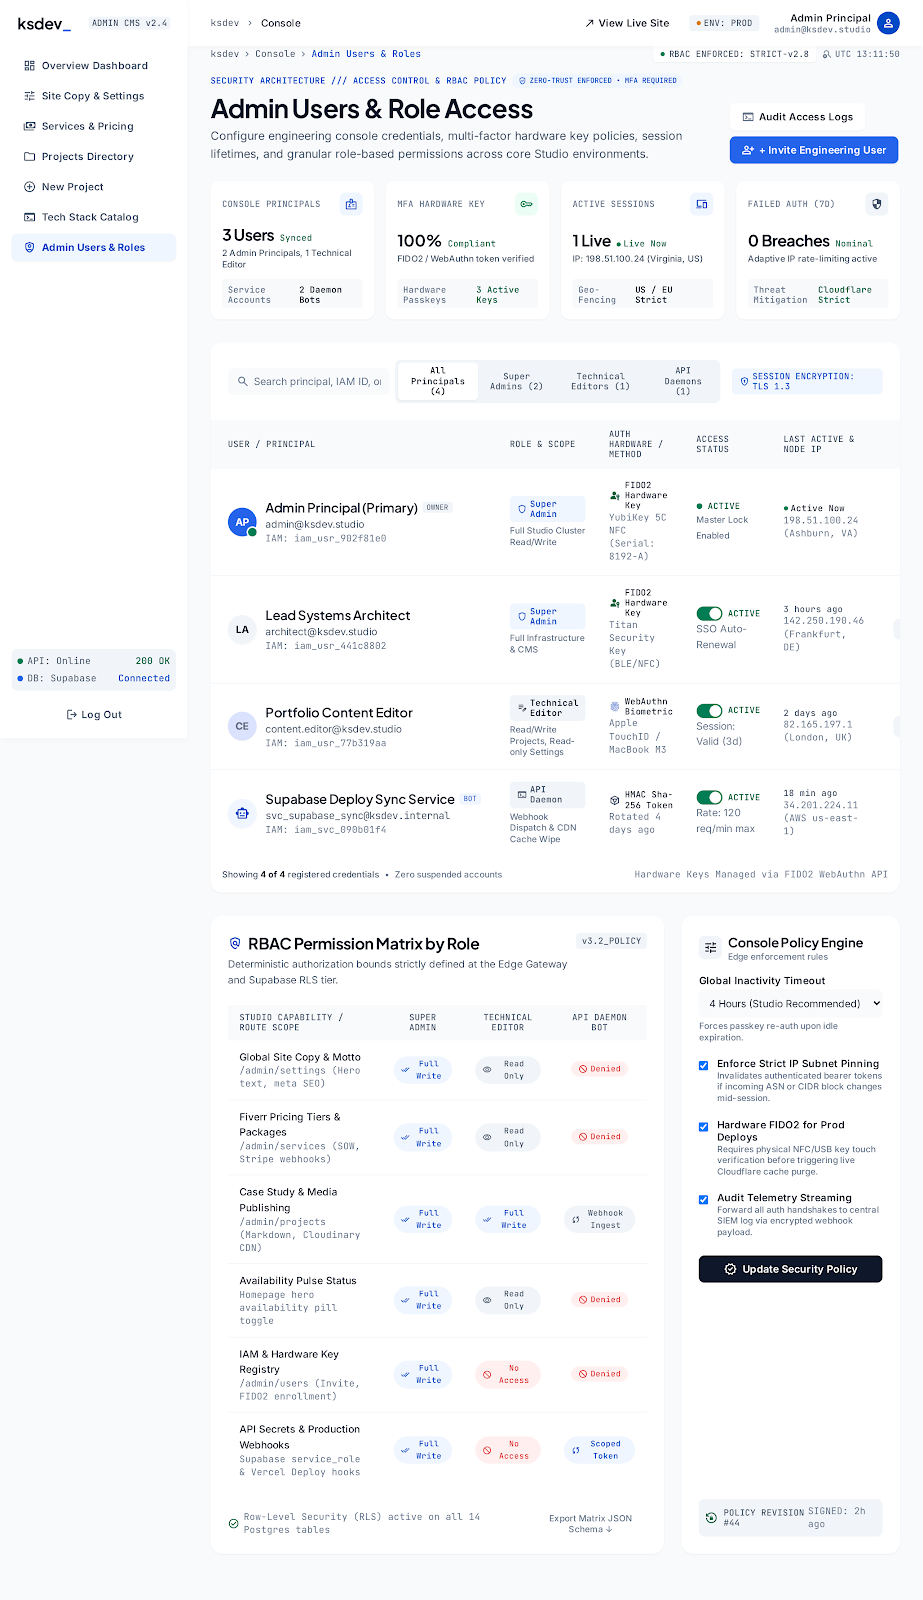 ksdev_
ADMIN CMS v2.4
Overview Dashboard
Site Copy & Settings
Services & Pricing
Projects Directory
New Project
Tech Stack Catalog
Admin Users & Roles
API: Online 200 OK
DB: Supabase Connected
Log Out
ksdev › Console
View Live Site
ENV: PROD
Admin Principal
admin@ksdev.studio
ksdev › Console › Admin Users & Roles
RBAC ENFORCED: STRICT-v2.8
UTC 13:11:50
SECURITY ARCHITECTURE /// ACCESS CONTROL & RBAC POLICY
ZERO-TRUST ENFORCED • MFA REQUIRED
Admin Users & Role Access
Configure engineering console credentials, multi-factor hardware key policies, session
lifetimes, and granular role-based permissions across core Studio environments.
Audit Access Logs
+ Invite Engineering User
CONSOLE PRINCIPALS
3 Users Synced
2 Admin Principals, 1 Technical
Editor
Service
Accounts
2 Daemon
Bots
MFA HARDWARE KEY
100% Compliant
FIDO2 / WebAuthn token verified
Hardware
Passkeys
3 Active
Keys
ACTIVE SESSIONS
1 Live Live Now
IP: 198.51.100.24 (Virginia, US)
Geo-
Fencing
US / EU
Strict
FAILED AUTH (7D)
0 Breaches Nominal
Adaptive IP rate-limiting active
Threat
Mitigation
Cloudflare
Strict
Search principal, IAM ID, or
All
Principals
(4)
Super
Admins (2)
Technical
Editors (1)
API
Daemons
(1)
SESSION ENCRYPTION:
TLS 1.3
USER / PRINCIPAL
ROLE & SCOPE
AUTH
HARDWARE /
METHOD
ACCESS
STATUS
LAST ACTIVE &
NODE IP
AP
Admin Principal (Primary) OWNER
admin@ksdev.studio
IAM: iam_usr_902f81e0
Super
Admin
Full Studio Cluster
Read/Write
FIDO2
Hardware
Key
YubiKey 5C
NFC
(Serial:
8192-A)
ACTIVE
Master Lock
Enabled
Active Now
198.51.100.24
(Ashburn, VA)
LA
Lead Systems Architect
architect@ksdev.studio
IAM: iam_usr_441c8802
Super
Admin
Full Infrastructure
& CMS
FIDO2
Hardware
Key
Titan
Security
Key
(BLE/NFC)
ACTIVE
SSO Auto-
Renewal
3 hours ago
142.250.190.46
(Frankfurt,
DE)
CE
Portfolio Content Editor
content.editor@ksdev.studio
IAM: iam_usr_77b319aa
Technical
Editor
Read/Write
Projects, Read-
only Settings
WebAuthn
Biometric
Apple
TouchID /
MacBook M3
ACTIVE
Session:
Valid (3d)
2 days ago
82.165.197.1
(London, UK)
Supabase Deploy Sync Service BOT
svc_supabase_sync@ksdev.internal
IAM: iam_svc_090b01f4
API
Daemon
Webhook
Dispatch & CDN
Cache Wipe
HMAC Sha-
256 Token
Rotated 4
days ago
ACTIVE
Rate: 120
req/min max
18 min ago
34.201.224.11
(AWS us-east-
1)
Showing 4 of 4 registered credentials • Zero suspended accounts
Hardware Keys Managed via FIDO2 WebAuthn API
RBAC Permission Matrix by Role
v3.2_POLICY
Deterministic authorization bounds strictly defined at the Edge Gateway
and Supabase RLS tier.
STUDIO CAPABILITY /
ROUTE SCOPE
SUPER
ADMIN
TECHNICAL
EDITOR
API DAEMON
BOT
Global Site Copy & Motto
/admin/settings (Hero
text, meta SEO)
Full
Write
Read
Only
Denied
Fiverr Pricing Tiers &
Packages
/admin/services (SOW,
Stripe webhooks)
Full
Write
Read
Only
Denied
Case Study & Media
Publishing
/admin/projects
(Markdown, Cloudinary
CDN)
Full
Write
Full
Write
Webhook
Ingest
Availability Pulse Status
Homepage hero
availability pill
toggle
Full
Write
Read
Only
Denied
IAM & Hardware Key
Registry
/admin/users (Invite,
FIDO2 enrollment)
Full
Write
No
Access
Denied
API Secrets & Production
Webhooks
Supabase service_role
& Vercel Deploy hooks
Full
Write
No
Access
Scoped
Token
Row-Level Security (RLS) active on all 14
Postgres tables
Export Matrix JSON
Schema ↓
Console Policy Engine
Edge enforcement rules
Global Inactivity Timeout
4 Hours (Studio Recommended)
Forces passkey re-auth upon idle
expiration.
Enforce Strict IP Subnet Pinning
Invalidates authenticated bearer tokens
if incoming ASN or CIDR block changes
mid-session.
Hardware FIDO2 for Prod
Deploys
Requires physical NFC/USB key touch
verification before triggering live
Cloudflare cache purge.
Audit Telemetry Streaming
Forward all auth handshakes to central
SIEM log via encrypted webhook
payload.
Update Security Policy
POLICY REVISION
#44
SIGNED: 2h
ago